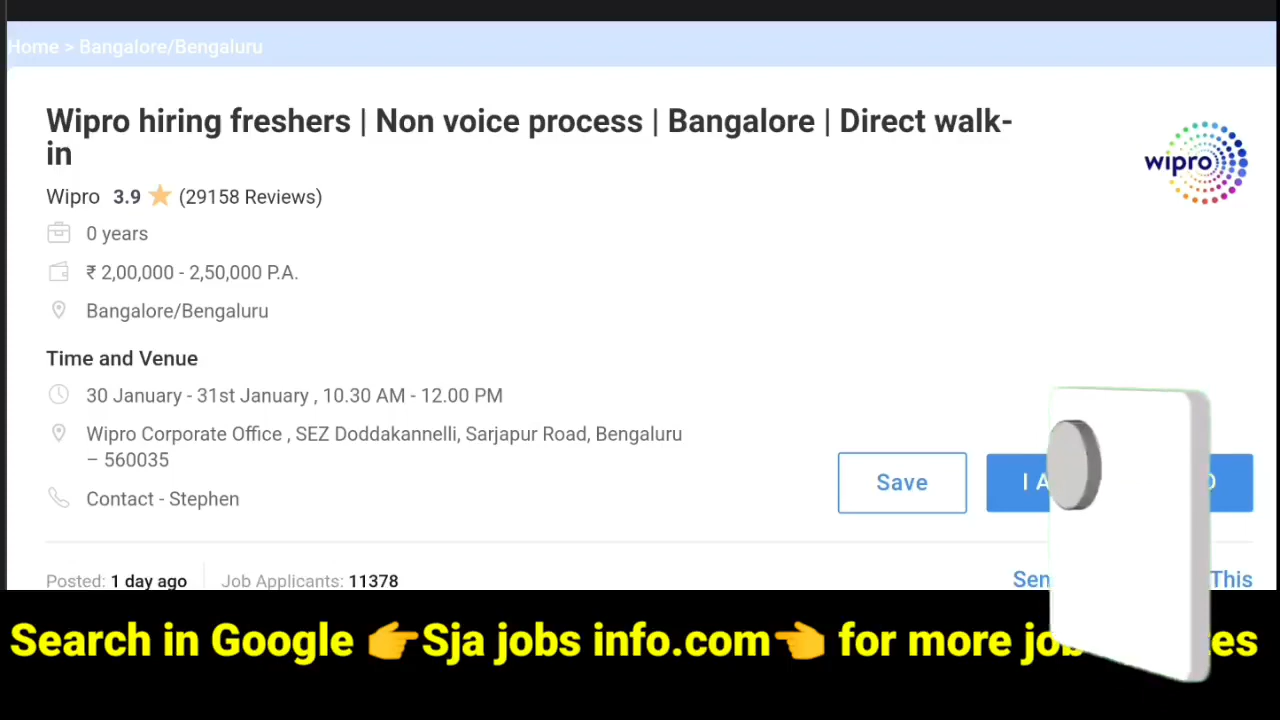 Home > Bangalore/Bengaluru
Wipro hiring freshers | Non voice process | Bangalore | Direct walk-
in
wipro
Wipro 3.9 ⭐ (29158 Reviews)
0 years
₹ 2,00,000 - 2,50,000 P.A.
Bangalore/Bengaluru
Time and Venue
30 January - 31st January , 10.30 AM - 12.00 PM
Wipro Corporate Office , SEZ Doddakannelli, Sarjapur Road, Bengaluru
– 560035
Contact - Stephen
Save
I
Posted: 1 day ago
Job Applicants: 11378
This
Search in Google 👉Sja jobs info.com👈 for more